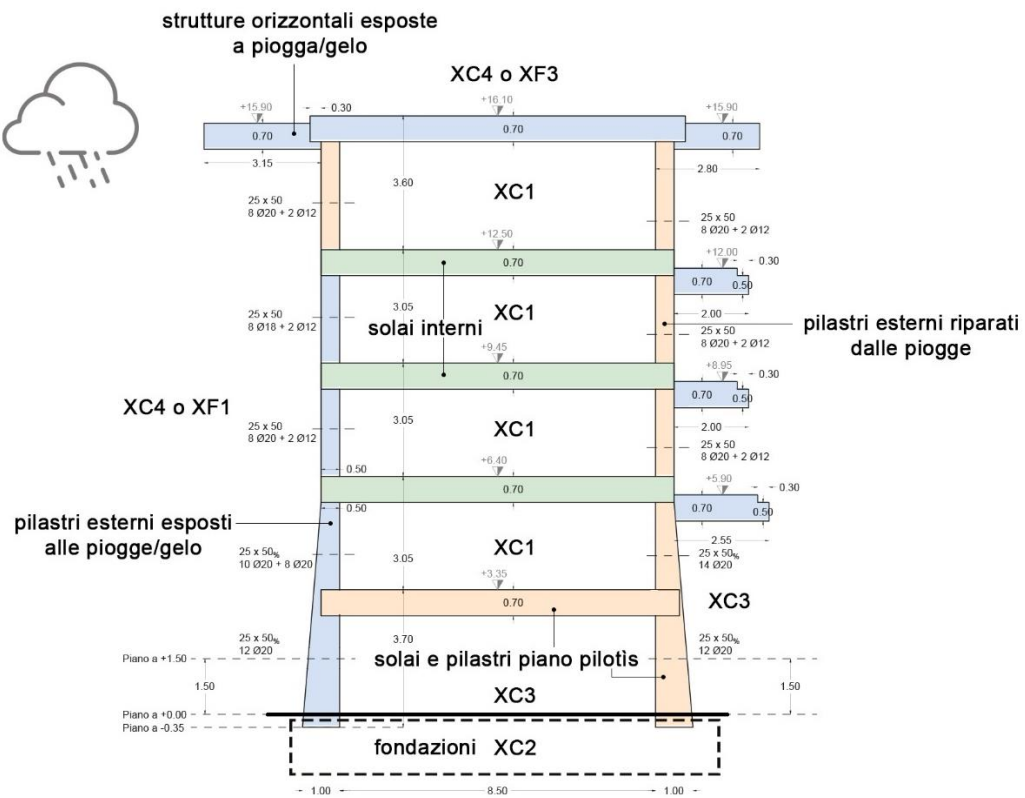 strutture orizzontali esposte
a piogga/gelo
XC4 o XF3
+15.90
0.30
+16.10
+15.90
0.70
0.70
0.70
3.15
2.80
3.60
XC1
25 x 50
8 Ø20 + 2 Ø12
25 x 50
8 Ø20 + 2 Ø12
+12.50
+12.00
0.30
0.70
0.70
0.50
3.05
XC1
2.00
25 x 50
8 Ø18 + 2 Ø12
solai interni
25 x 50
8 Ø20 + 2 Ø12
pilastri esterni riparati
dalle piogge
+9.45
+8.95
0.30
0.70
0.70
0.50
XC4 o XF1
3.05
XC1
2.00
25 x 50
8 Ø20 + 2 Ø12
25 x 50
8 Ø20 + 2 Ø12
0.50
+6.40
+5.90
0.30
0.70
0.50
0.70
0.50
pilastri esterni esposti
alle piogge/gelo
2.55
25 x 50%
10 Ø20 + 8 Ø20
3.05
XC1
25 x 50%
14 Ø20
+3.35
0.70
XC3
25 x 50%
12 Ø20
3.70
25 x 50%
12 Ø20
Piano a +1.50
solai e pilastri piano pilotìs
1.50
XC3
1.50
Piano a +0.00
Piano a -0.35
fondazioni XC2
1.00
8.50
1.00